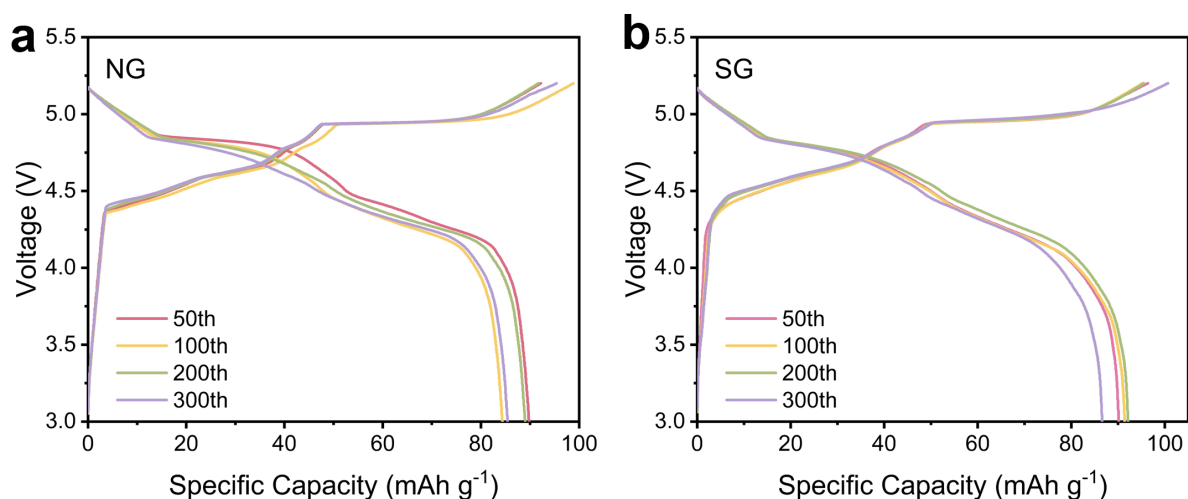 a
NG
5.5
5.0
4.5
4.0
3.5
3.0
Voltage (V)
50th
100th
200th
300th
0 20 40 60 80 100
Specific Capacity (mAh g⁻¹)
b
SG
5.5
5.0
4.5
4.0
3.5
3.0
Voltage (V)
50th
100th
200th
300th
0 20 40 60 80 100
Specific Capacity (mAh g⁻¹)